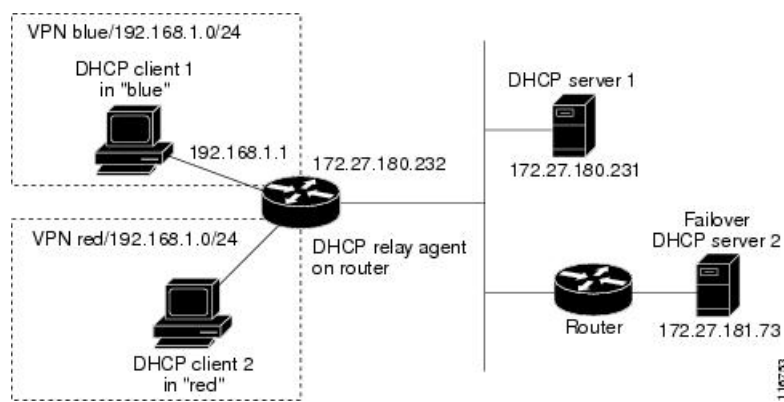 VPN blue/192.168.1.0/24
DHCP client 1
in "blue"
192.168.1.1
172.27.180.232
DHCP server 1
172.27.180.231
VPN red/192.168.1.0/24
DHCP relay agent
on router
DHCP client 2
in "red"
Failover
DHCP server 2
Router
172.27.181.73